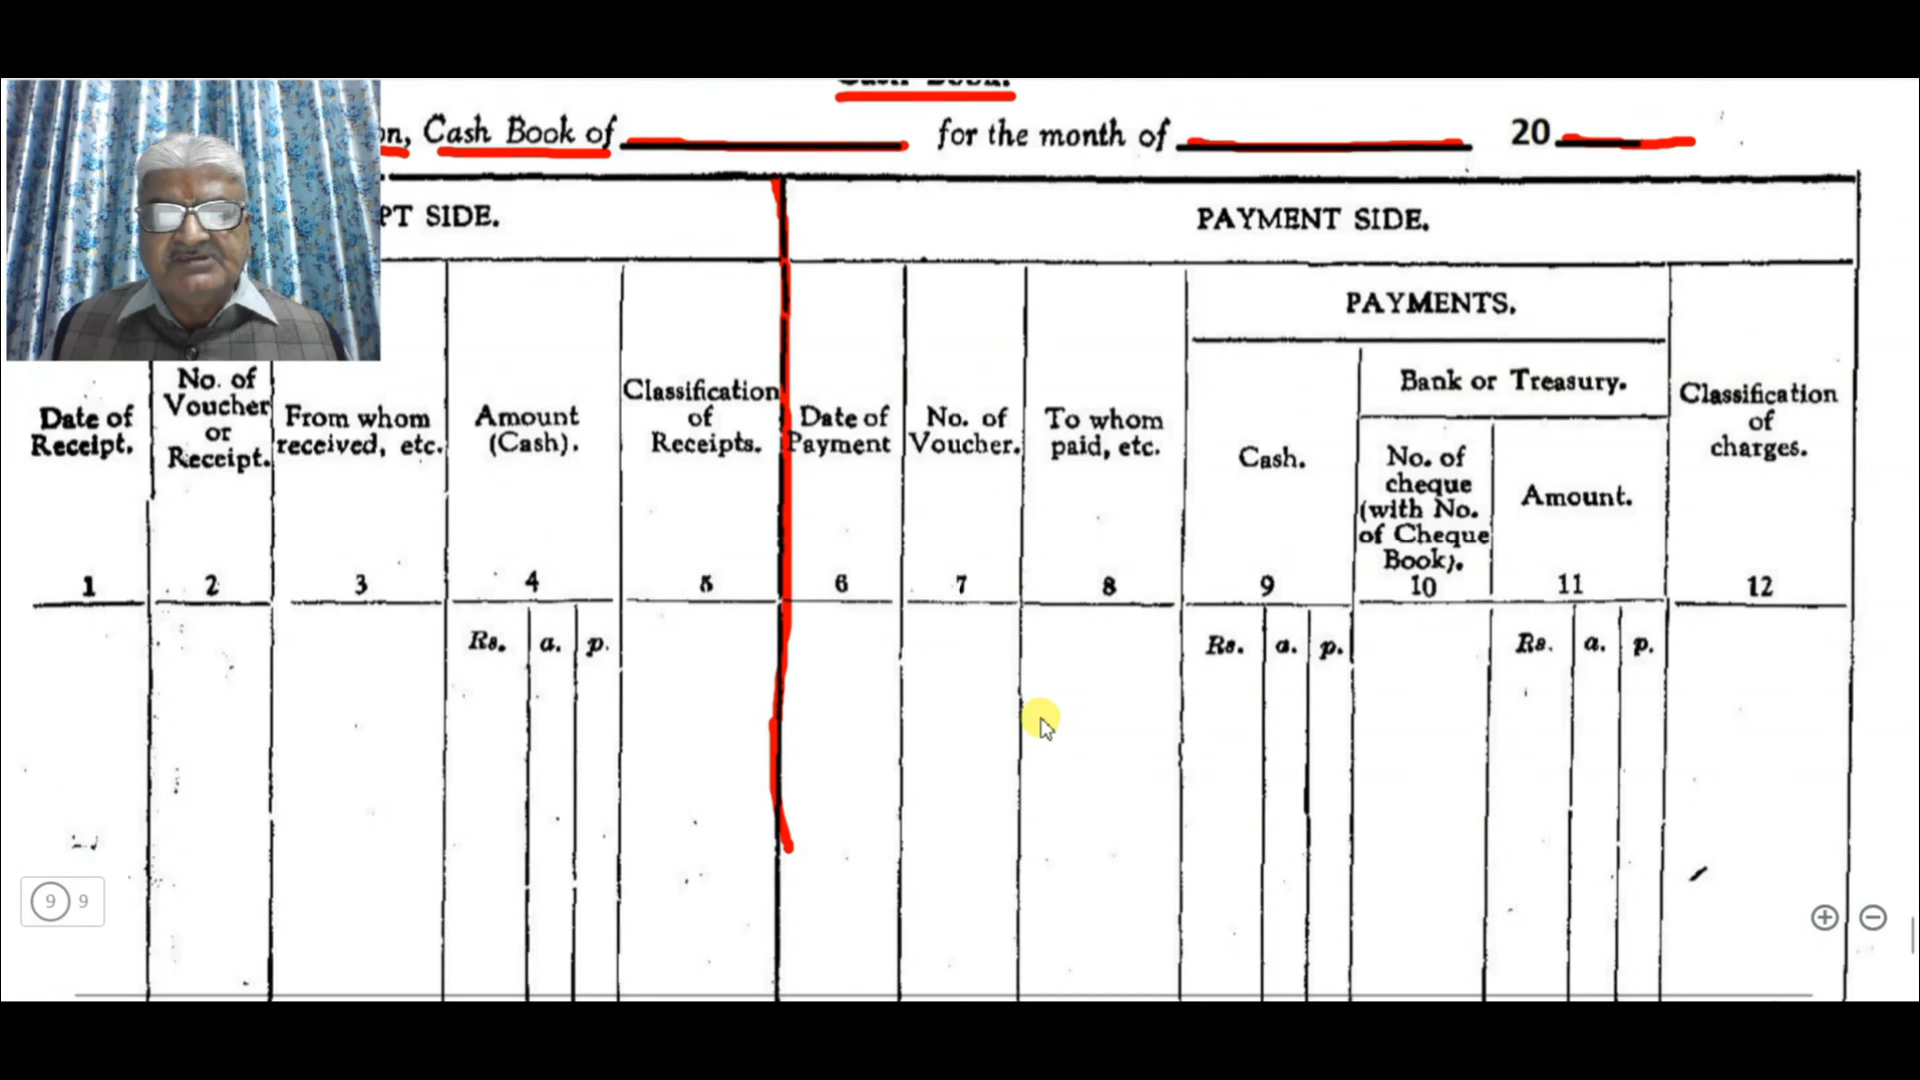 Cash Book.
on, Cash Book of for the month of 20
PT SIDE. PAYMENT SIDE.
PAYMENTS.
Bank or Treasury.
Date of Receipt.
No. of Voucher or Receipt.
From whom received, etc.
Amount (Cash).
Classification of Receipts.
Date of Payment
No. of Voucher.
To whom paid, etc.
Cash.
No. of cheque (with No. of Cheque Book).
Amount.
Classification of charges.
1 2 3 4 5 6 7 8 9 10 11 12
Rs. a. p. Rs. a. p. Rs. a. p.
9 9